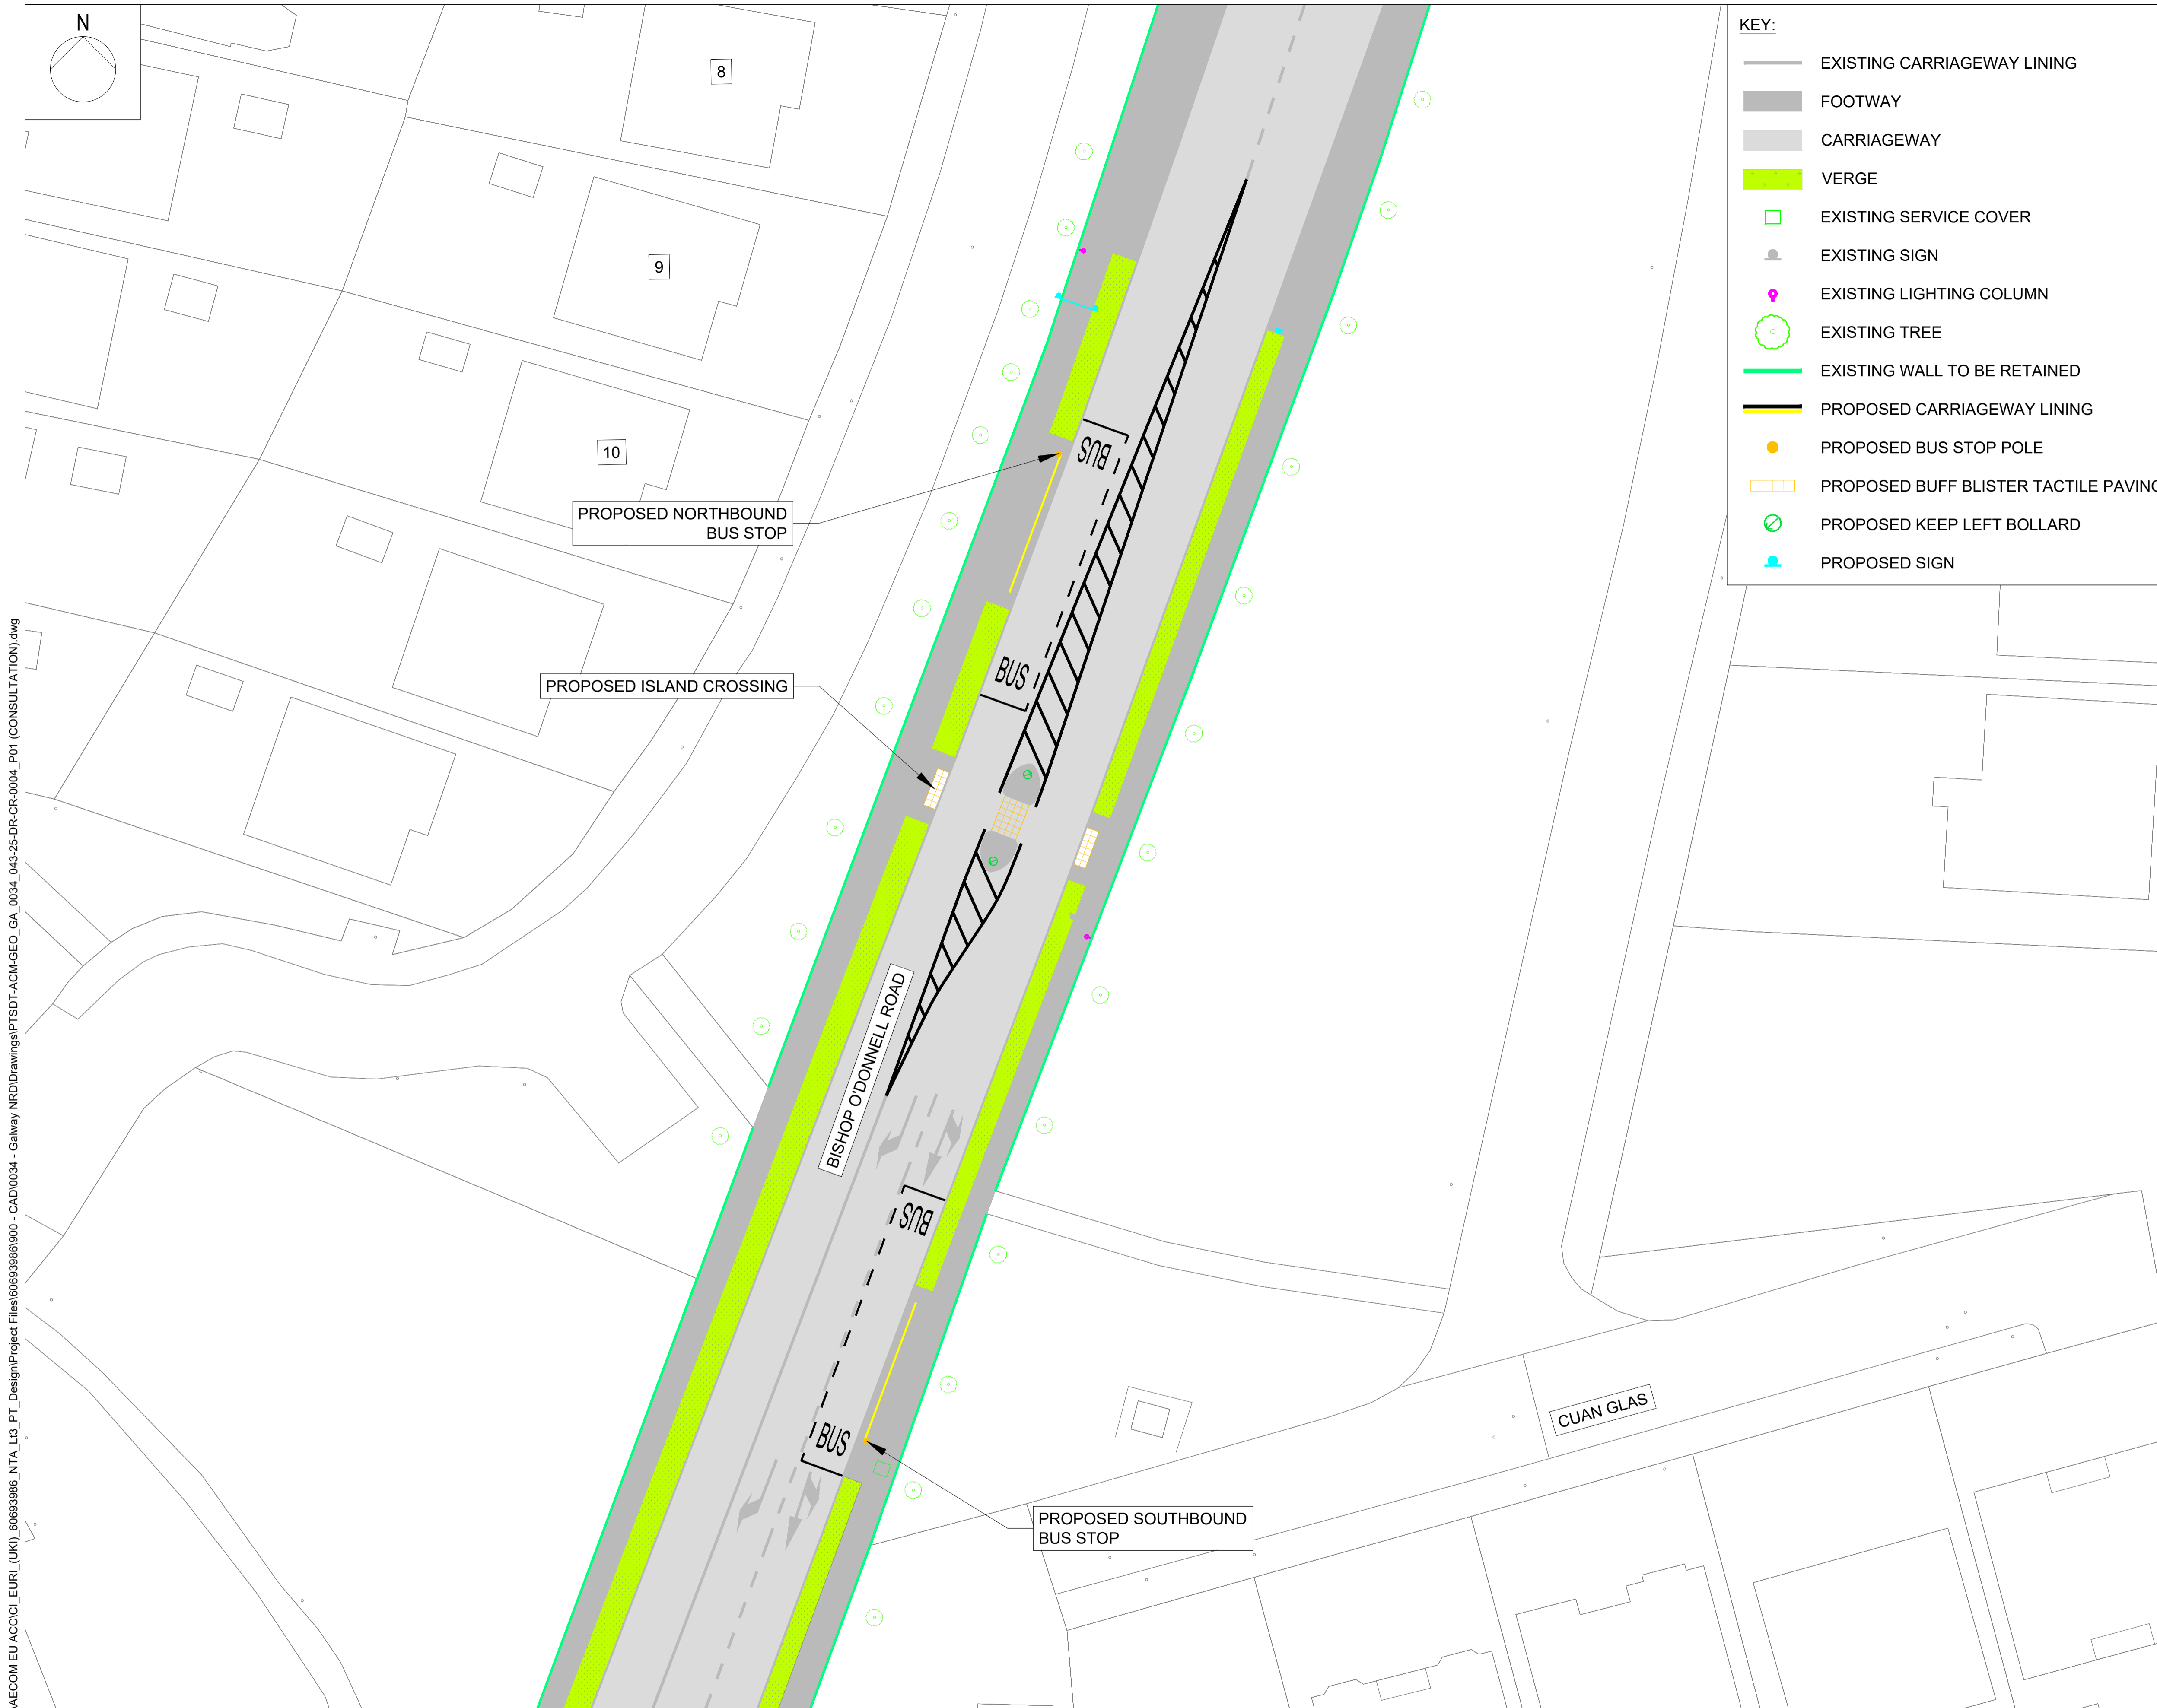 N
8
9
10
KEY:
EXISTING CARRIAGEWAY LINING
FOOTWAY
CARRIAGEWAY
VERGE
EXISTING SERVICE COVER
EXISTING SIGN
EXISTING LIGHTING COLUMN
EXISTING TREE
EXISTING WALL TO BE RETAINED
PROPOSED CARRIAGEWAY LINING
PROPOSED BUS STOP POLE
PROPOSED BUFF BLISTER TACTILE PAVING
PROPOSED KEEP LEFT BOLLARD
PROPOSED SIGN
BUS
PROPOSED NORTHBOUND
BUS STOP
BUS
PROPOSED ISLAND CROSSING
BISHOP O'DONNELL ROAD
BUS
BUS
CUAN GLAS
PROPOSED SOUTHBOUND
BUS STOP
AECOM EU ACC\CI_EURI_(UKI)_60693986_NTA_Lt3_PT_Design\Project Files\60693986\900 - CAD\0034 - Galway NRD\Drawings\PTSDT-ACM-GEO_GA_0034_043-25-DR-CR-0004_P01 (CONSULTATION).dwg